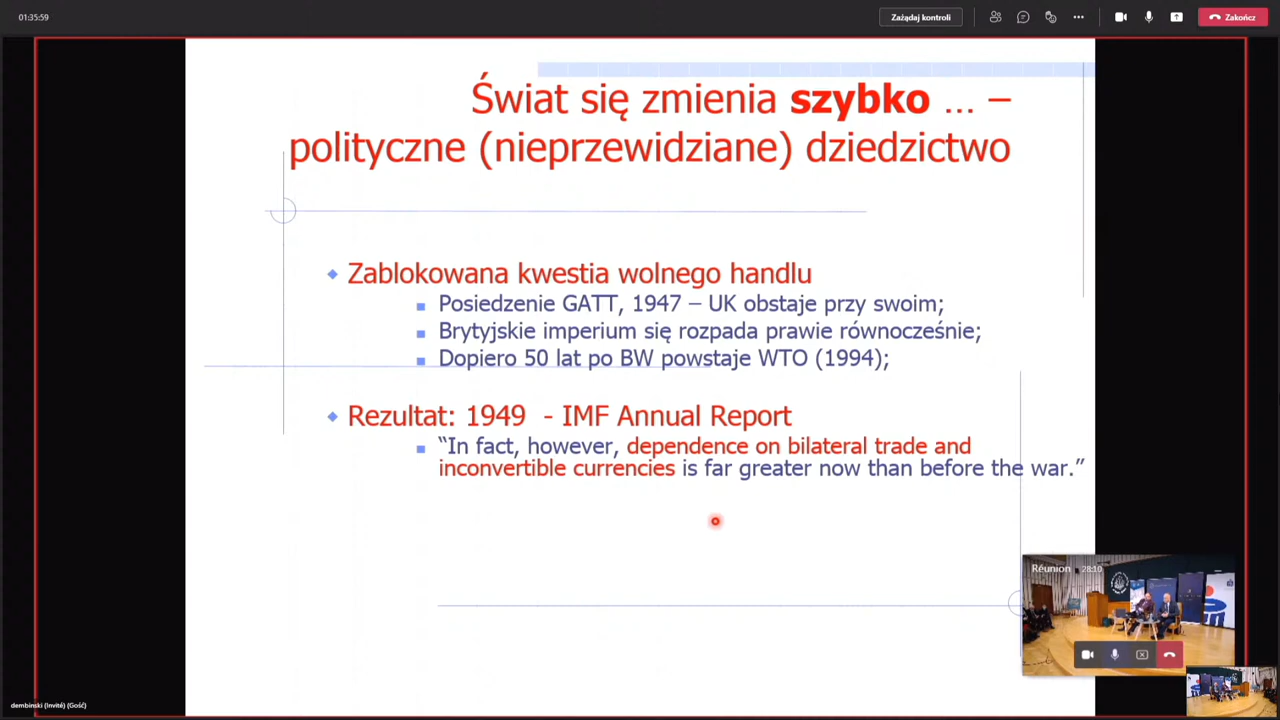 01:35:59
Zażądaj kontroli
Zakończ
Świat się zmienia szybko ... –
polityczne (nieprzewidziane) dziedzictwo
Zablokowana kwestia wolnego handlu
Posiedzenie GATT, 1947 – UK obstaje przy swoim;
Brytyjskie imperium się rozpada prawie równocześnie;
Dopiero 50 lat po BW powstaje WTO (1994);
Rezultat: 1949 - IMF Annual Report
“In fact, however, dependence on bilateral trade and
inconvertible currencies is far greater now than before the war.”
Réunion
28:10
dembinski (Invité) (Gość)